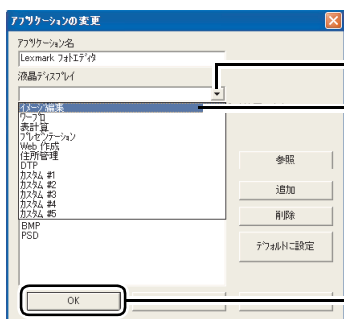 アプリケーションの変更
アプリケーション名
Lexmark フォトエディタ
液晶ディスプレイ
イメージ編集
ワープロ
表計算
プレゼンテーション
Web 作成
住所管理
DTP
カスタム #1
カスタム #2
カスタム #3
カスタム #4
カスタム #5
BMP
PSD
参照
追加
削除
デフォルトに設定
OK